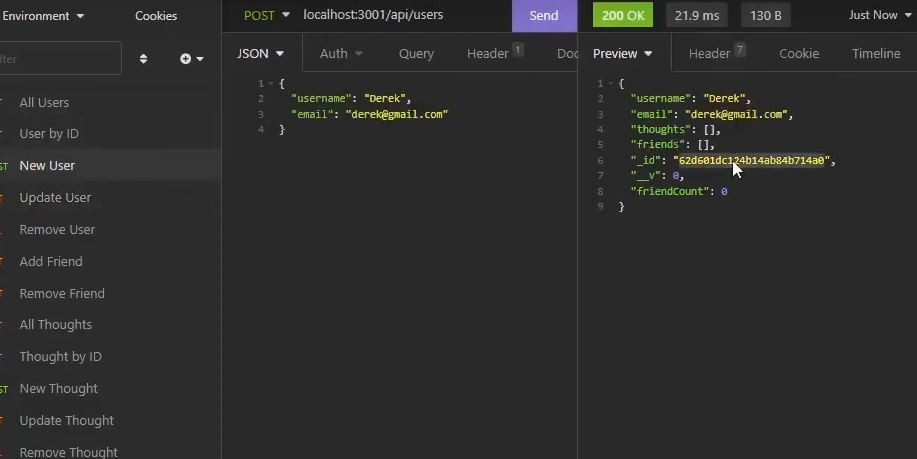 Environment
Cookies
POST
localhost:3001/api/users
Send
200 OK
21.9 ms
130 B
Just Now
JSON
Auth
Query
Header 1
Doc
Preview
Header 7
Cookie
Timeline
All Users
User by ID
New User
Update User
Remove User
Add Friend
Remove Friend
All Thoughts
Thought by ID
New Thought
Update Thought
Remove Thought
1 {
2 "username": "Derek",
3 "email": "derek@gmail.com"
4 }
1 {
2 "username": "Derek",
3 "email": "derek@gmail.com",
4 "thoughts": [],
5 "friends": [],
6 "_id": "62d601dc124b14ab84b714a0",
7 "__v": 0,
8 "friendCount": 0
9 }